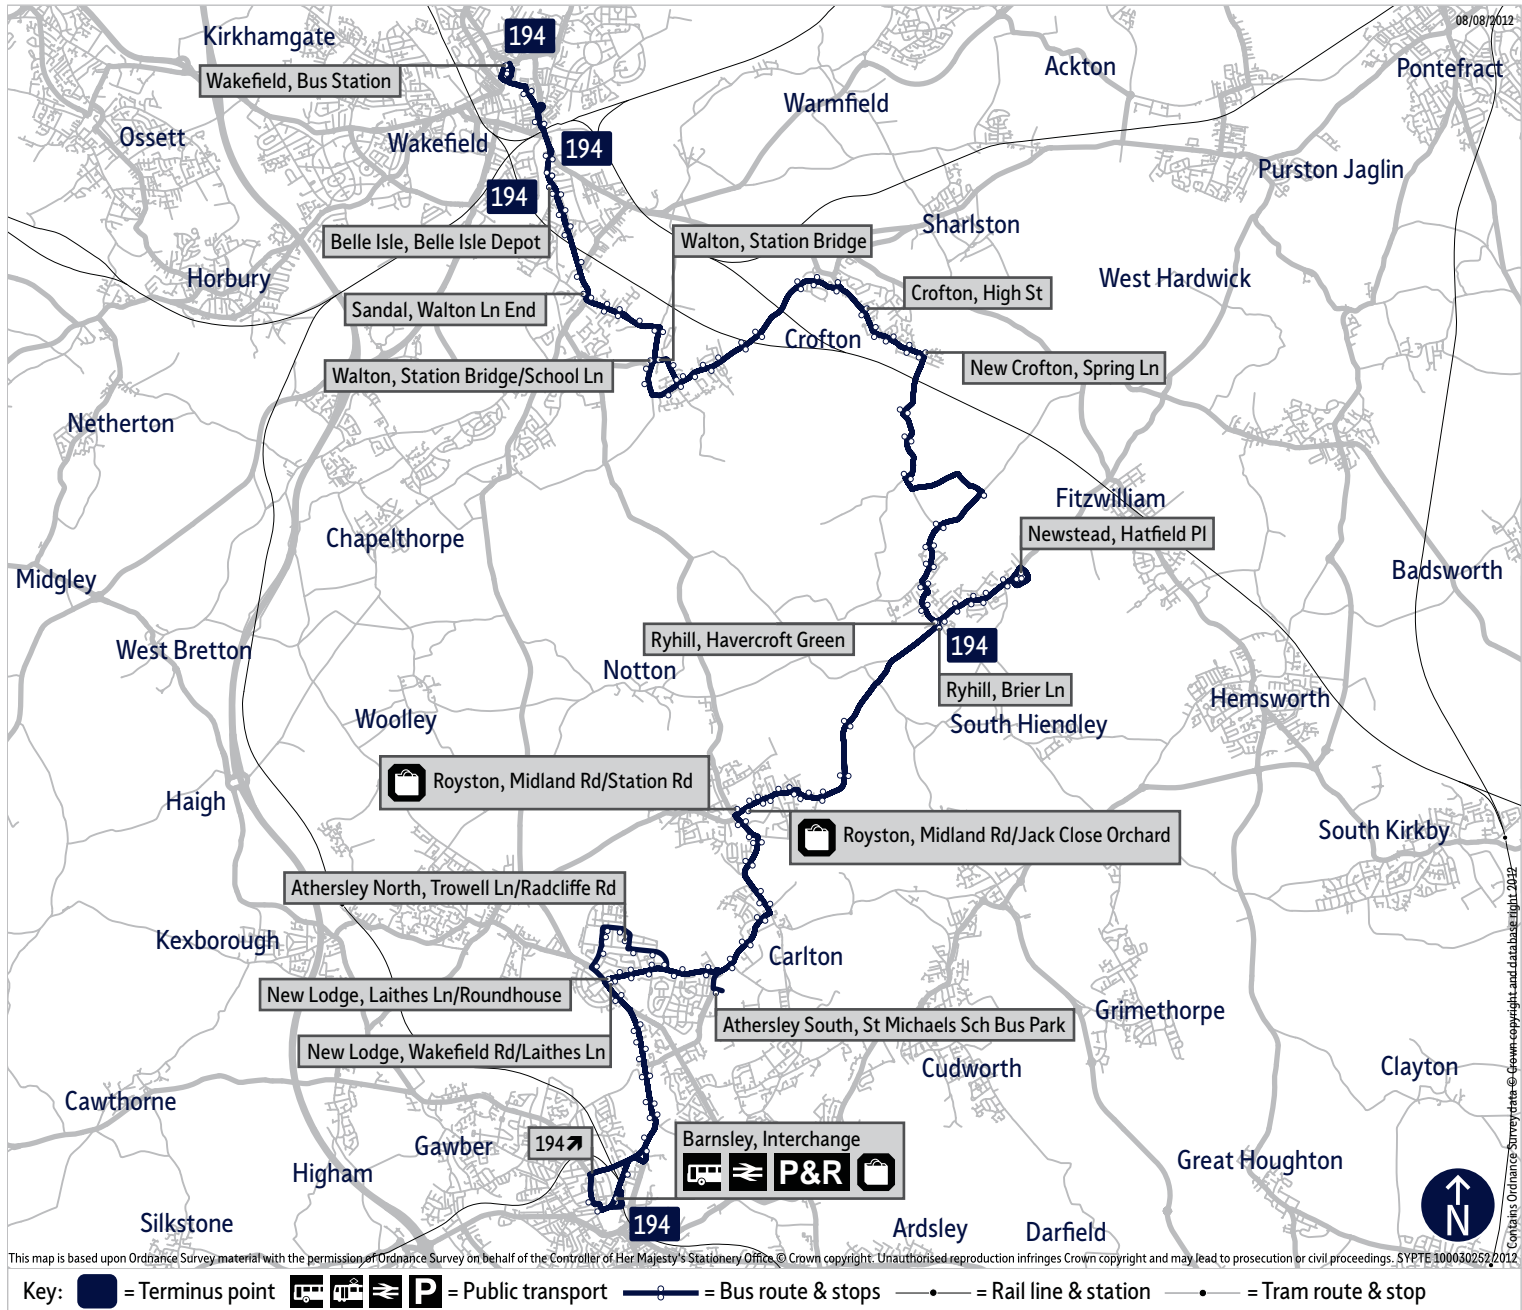 08/08/2012
Kirkhamgate
194
Ackton
Pontefract
Wakefield, Bus Station
Warmfield
Ossett
Wakefield
194
Purston Jaglin
194
Sharlston
Belle Isle, Belle Isle Depot
Walton, Station Bridge
Horbury
West Hardwick
Crofton, High St
Sandal, Walton Ln End
Crofton
New Crofton, Spring Ln
Walton, Station Bridge/School Ln
Netherton
Fitzwilliam
Newstead, Hatfield Pl
Chapelthorpe
Midgley
Badsworth
Ryhill, Havercroft Green
194
West Bretton
Notton
Ryhill, Brier Ln
Hemsworth
Woolley
South Hiendley
Royston, Midland Rd/Station Rd
Haigh
Royston, Midland Rd/Jack Close Orchard
South Kirkby
Athersley North, Trowell Ln/Radcliffe Rd
Kexborough
Carlton
New Lodge, Laithes Ln/Roundhouse
Grimethorpe
Athersley South, St Michaels Sch Bus Park
New Lodge, Wakefield Rd/Laithes Ln
Cudworth
Clayton
Cawthorne
Gawber
194
Barnsley, Interchange
P&R
Higham
Great Houghton
Silkstone
194
Ardsley
Darfield
N
Contains Ordnance Survey data © Crown copyright and database right 2012
This map is based upon Ordnance Survey material with the permission of Ordnance Survey on behalf of the Controller of Her Majesty's Stationery Office © Crown copyright. Unauthorised reproduction infringes Crown copyright and may lead to prosecution or civil proceedings. SYPTE 100030252 2012
Key: = Terminus point P = Public transport = Bus route & stops = Rail line & station = Tram route & stop